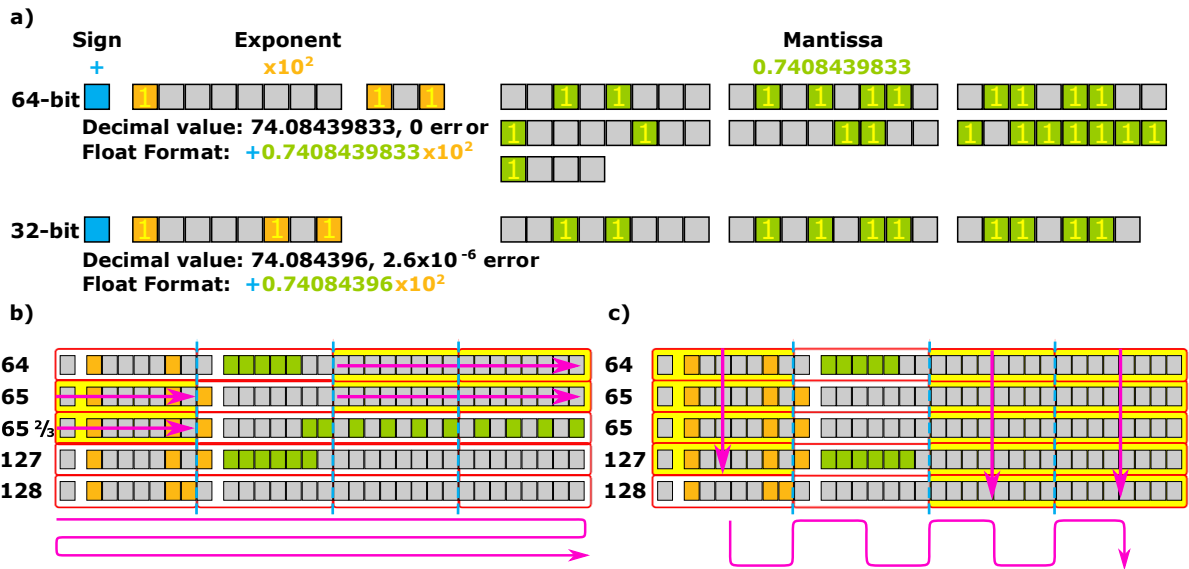 a)
Sign Exponent Mantissa
+ x10² 0.7408439833
64-bit 1 1 1 1 1 1 1 1 1 1 1 1 1
Decimal value: 74.08439833, 0 error 1 1 1 1 1 1 1 1 1 1 1
Float Format: +0.7408439833x10² 1
32-bit 1 1 1 1 1 1 1 1 1 1 1 1 1
Decimal value: 74.084396, 2.6x10⁻⁶ error
Float Format: +0.74084396x10²
b)
64
65
65 ⅔
127
128
c)
64
65
65
127
128